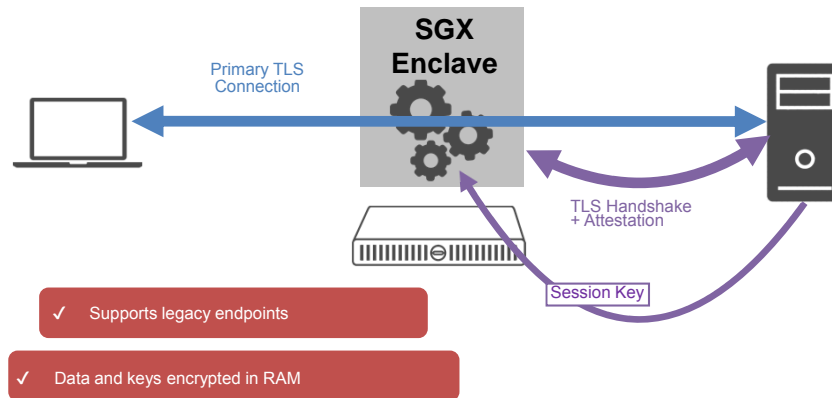 SGX
Enclave
Primary TLS
Connection
TLS Handshake
+ Attestation
Session Key
✓ Supports legacy endpoints
✓ Data and keys encrypted in RAM